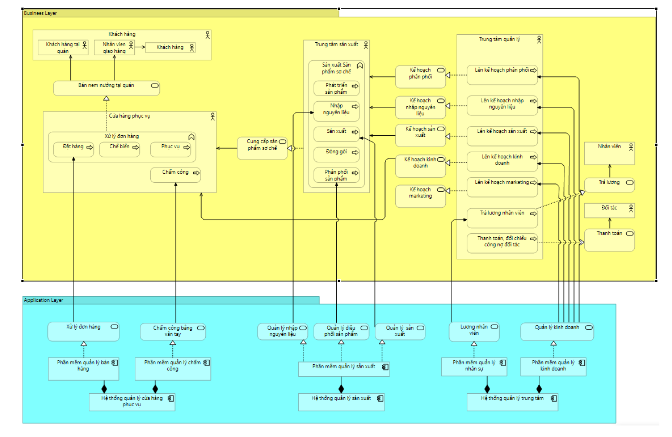 Business Layer
Khách hàng
Khách hàng tại
quán
Nhân viên
giao hàng
Khách hàng
Bán nem nướng tại quán
Cửa hàng phục vụ
Xử lý đơn hàng
Đặt hàng
Chế biến
Phục vụ
Chấm công
Cung cấp sản
phẩm sơ chế
Trung tâm sản xuất
Sản xuất Sản
phẩm sơ chế
Phát triển
sản phẩm
Nhập
nguyên liệu
Sản xuất
Đóng gói
Phân phối
sản phẩm
Kế hoạch
phân phối
Kế hoạch
nhập nguyên
liệu
Kế hoạch sản
xuất
Kế hoạch kinh
doanh
Kế hoạch
marketing
Trung tâm quản lý
Lên kế hoạch phân phối
Lên kế hoạch nhập
nguyên liệu
Lên kế hoạch sản xuất
Lên kế hoạch kinh
doanh
Lên kế hoạch marketing
Trả lương nhân viên
Thanh toán, đối chiếu
công nợ đối tác
Nhân viên
Trả lương
Đối tác
Thanh toán
Application Layer
Xử lý đơn hàng
Chấm công bằng
vân tay
Quản lý nhập
nguyên liệu
Quản lý điều
phối sản phẩm
Quản lý sản
xuất
Lương nhân
viên
Quản lý kinh doanh
Phần mềm quản lý bán
hàng
Phần mềm quản lý chấm
công
Phần mềm quản lý sản xuất
Phần mềm quản lý
nhân sự
Phần mềm quản lý
kinh doanh
Hệ thống quản lý cửa hàng
phục vụ
Hệ thống quản lý sản xuất
Hệ thống quản lý trung tâm